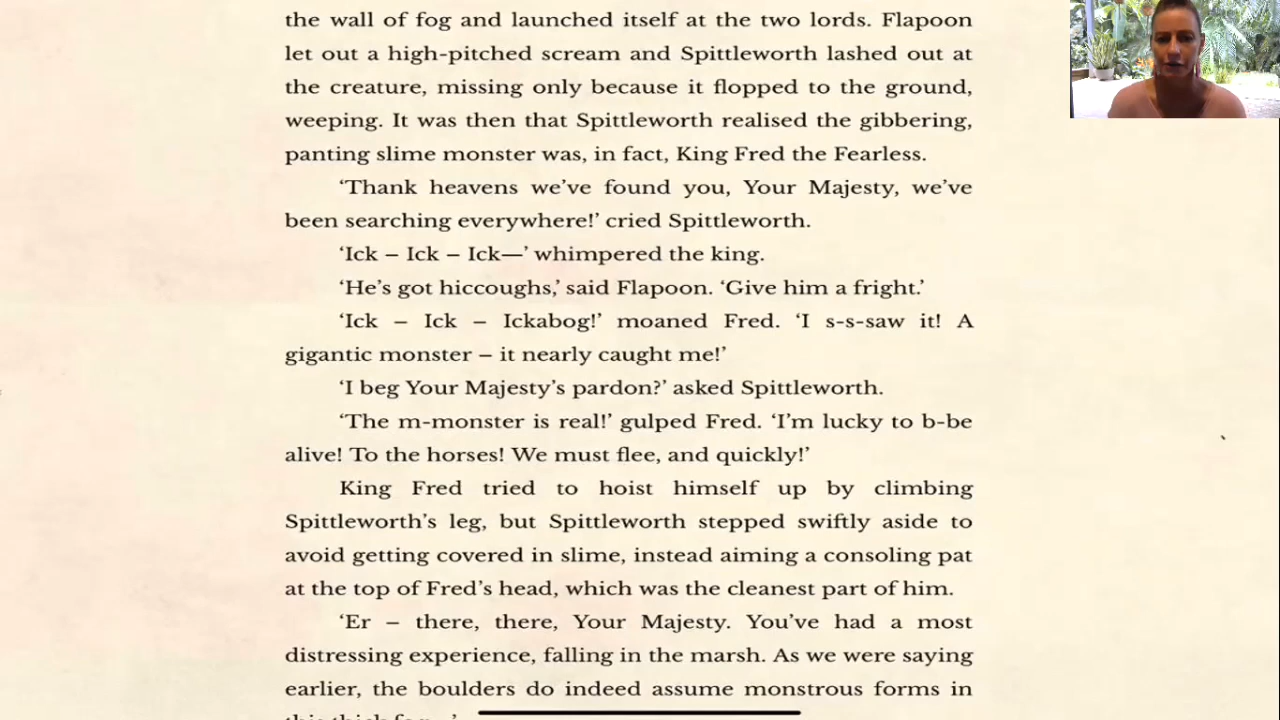 the wall of fog and launched itself at the two lords. Flapoon
let out a high-pitched scream and Spittleworth lashed out at
the creature, missing only because it flopped to the ground,
weeping. It was then that Spittleworth realised the gibbering,
panting slime monster was, in fact, King Fred the Fearless.
‘Thank heavens we’ve found you, Your Majesty, we’ve
been searching everywhere!’ cried Spittleworth.
‘Ick – Ick – Ick—’ whimpered the king.
‘He’s got hiccoughs,’ said Flapoon. ‘Give him a fright.’
‘Ick – Ick – Ickabog!’ moaned Fred. ‘I s-s-saw it! A
gigantic monster – it nearly caught me!’
‘I beg Your Majesty’s pardon?’ asked Spittleworth.
‘The m-monster is real!’ gulped Fred. ‘I’m lucky to b-be
alive! To the horses! We must flee, and quickly!’
King Fred tried to hoist himself up by climbing
Spittleworth’s leg, but Spittleworth stepped swiftly aside to
avoid getting covered in slime, instead aiming a consoling pat
at the top of Fred’s head, which was the cleanest part of him.
‘Er – there, there, Your Majesty. You’ve had a most
distressing experience, falling in the marsh. As we were saying
earlier, the boulders do indeed assume monstrous forms in